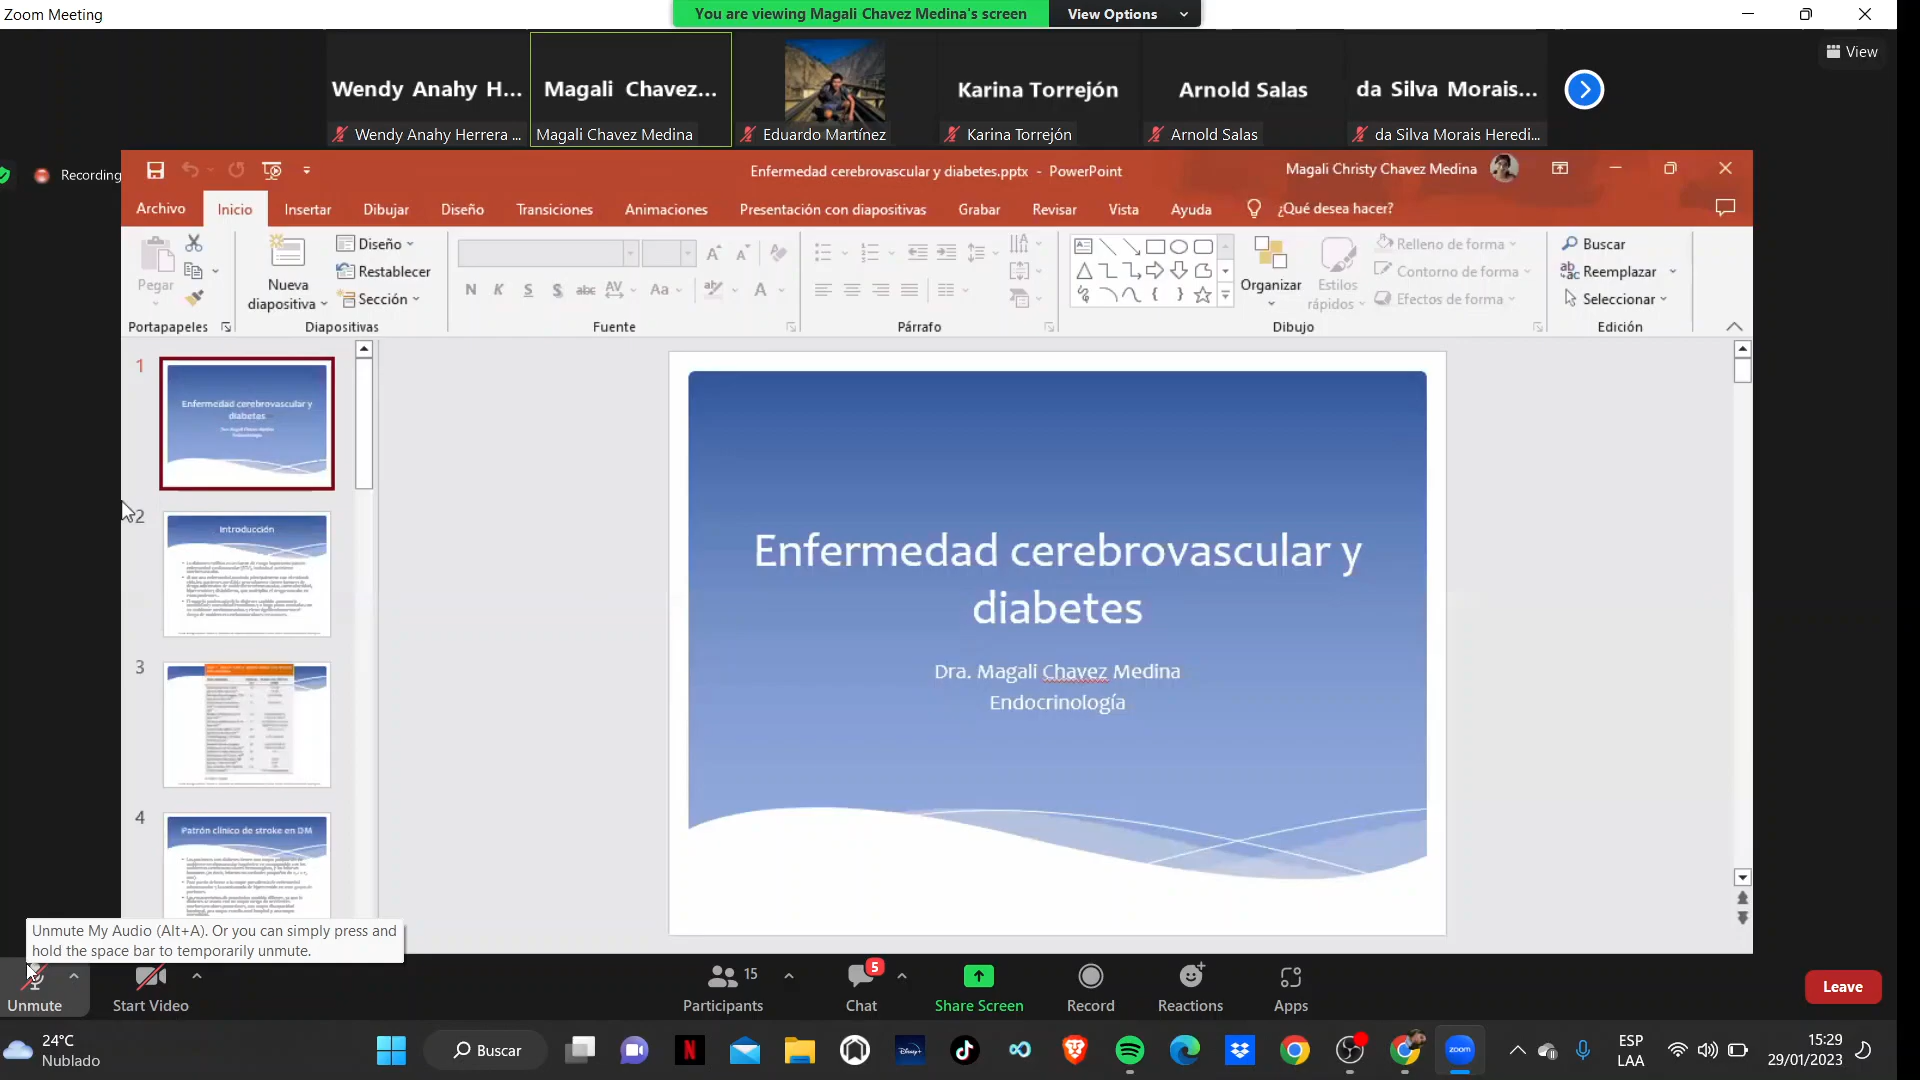 Zoom Meeting
You are viewing Magali Chavez Medina's screen
View Options
View
Wendy Anahy H...
Magali Chavez...
Karina Torrejón
Arnold Salas
da Silva Morais...
Wendy Anahy Herrera ...
Magali Chavez Medina
Eduardo Martínez
Karina Torrejón
Arnold Salas
da Silva Morais Heredi...
Recording
Enfermedad cerebrovascular y diabetes.pptx - PowerPoint
Magali Christy Chavez Medina
Archivo
Inicio
Insertar
Dibujar
Diseño
Transiciones
Animaciones
Presentación con diapositivas
Grabar
Revisar
Vista
Ayuda
¿Qué desea hacer?
Pegar
Portapapeles
Nueva
diapositiva
Diseño
Restablecer
Sección
Diapositivas
N K S S abc AV Aa A
Fuente
Párrafo
Organizar
Estilos
rápidos
Relleno de forma
Contorno de forma
Efectos de forma
Dibujo
Buscar
Reemplazar
Seleccionar
Edición
1
Enfermedad cerebrovascular y
diabetes
2
Introducción
3
4
Patrón clínico de stroke en DM
Enfermedad cerebrovascular y
diabetes
Dra. Magali Chavez Medina
Endocrinología
Unmute My Audio (Alt+A). Or you can simply press and
hold the space bar to temporarily unmute.
Unmute
Start Video
15
Participants
5
Chat
Share Screen
Record
Reactions
Apps
Leave
24°C
Nublado
Buscar
N
Disney+
zoom
ESP
LAA
15:29
29/01/2023